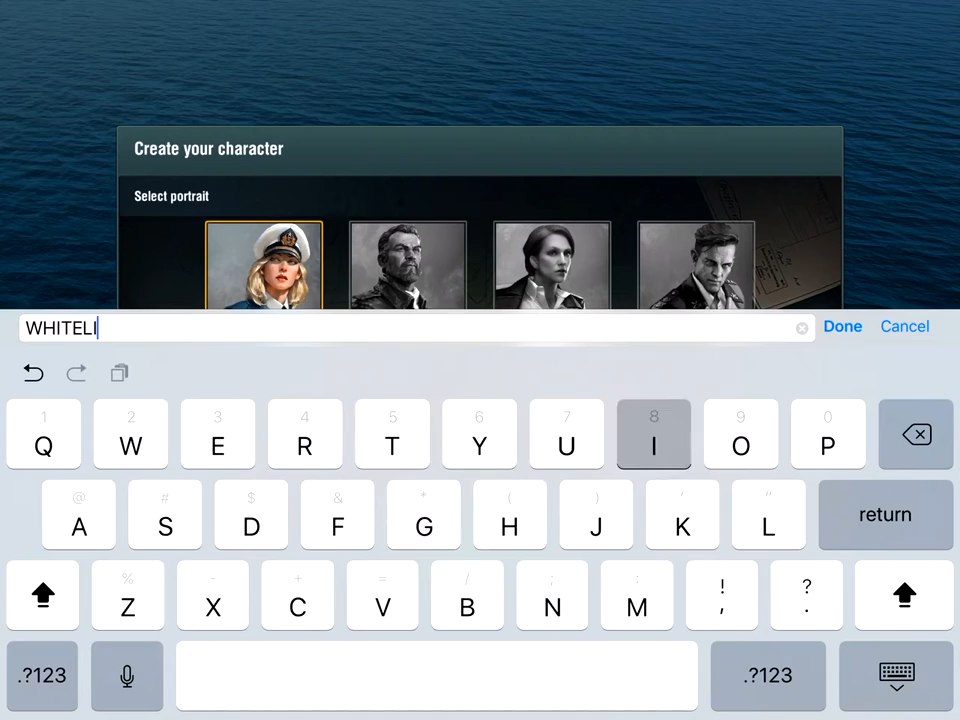 Create your character
Select portrait
WHITELI
Done Cancel
1 2 3 4 5 6 7 8 9 0
Q W E R T Y U I O P
@ # $ & * ( ) ' "
A S D F G H J K L return
% - + = / ; : ! ?
Z X C V B N M , .
.?123 .?123